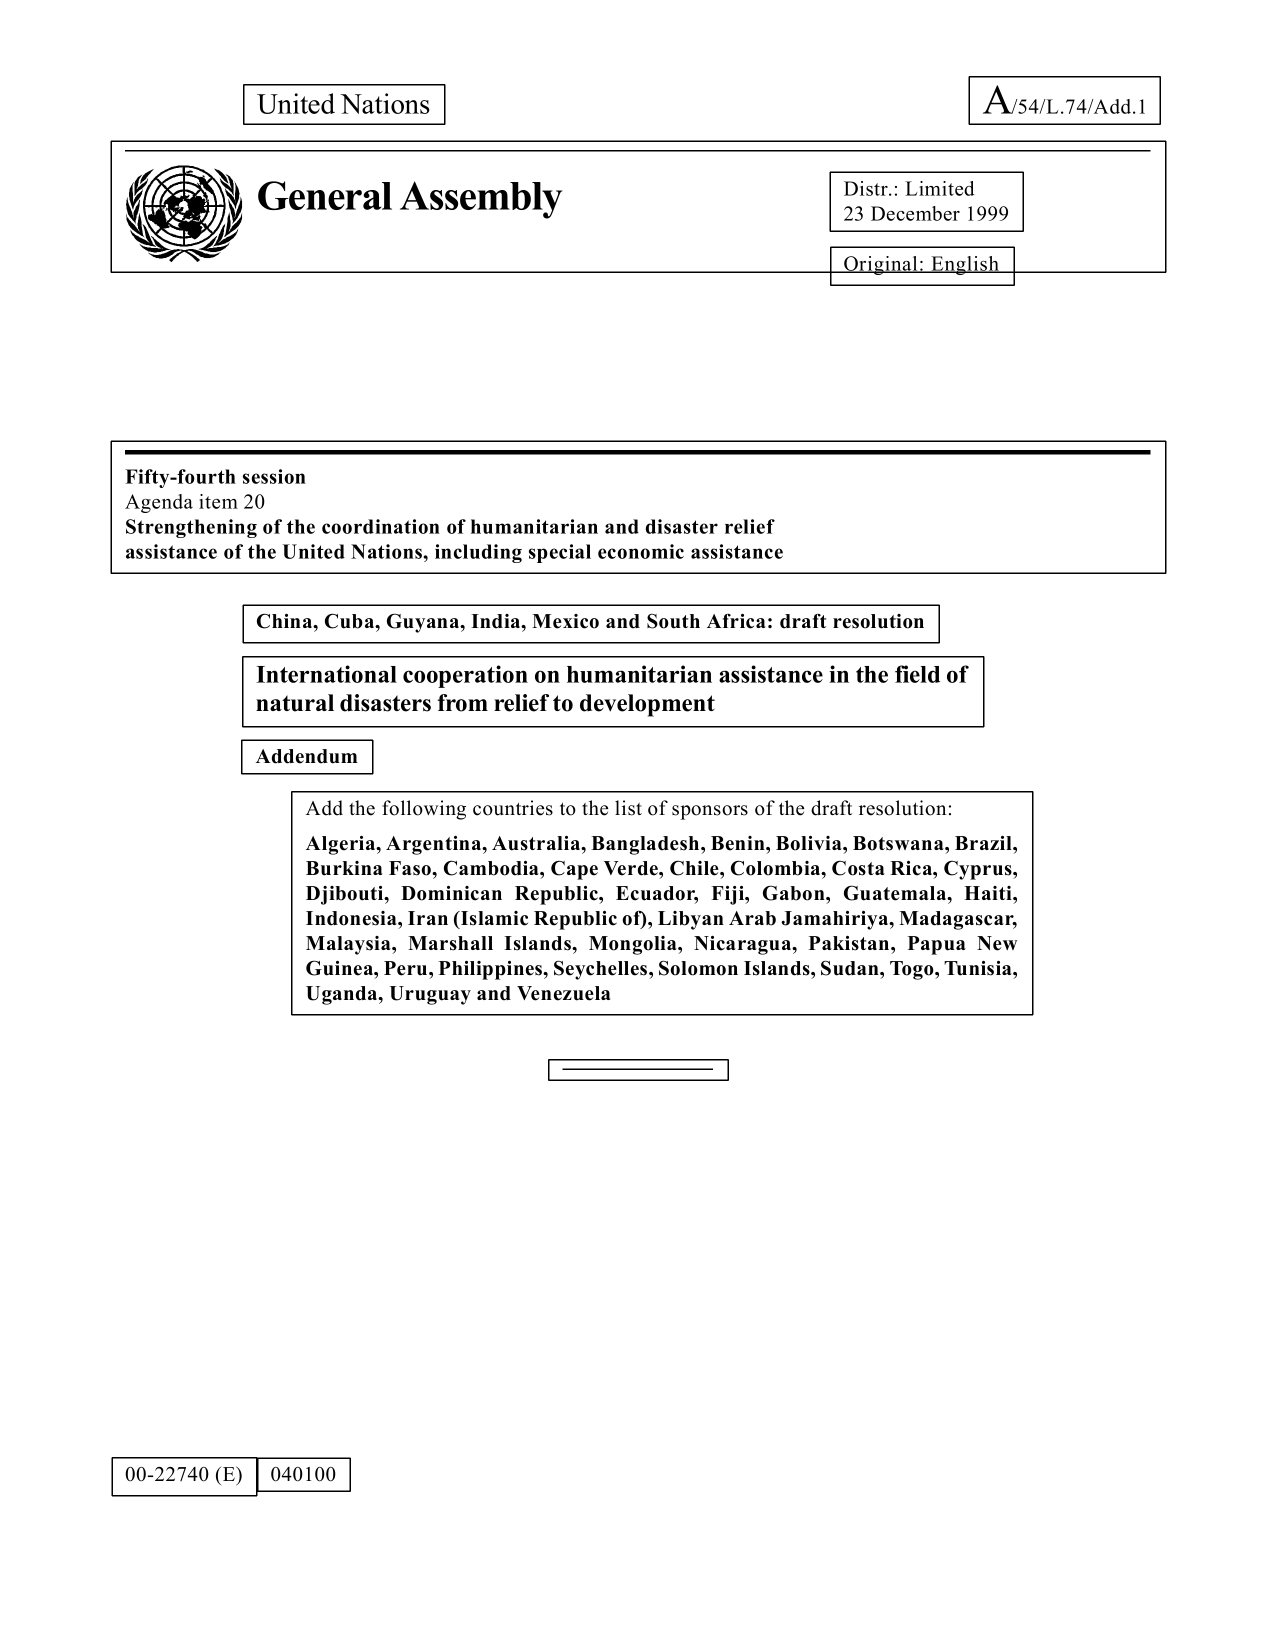 United Nations
A/54/L.74/Add.1
General Assembly
Distr.: Limited
23 December 1999
Original: English
Fifty-fourth session
Agenda item 20
Strengthening of the coordination of humanitarian and disaster relief
assistance of the United Nations, including special economic assistance
China, Cuba, Guyana, India, Mexico and South Africa: draft resolution
International cooperation on humanitarian assistance in the field of
natural disasters from relief to development
Addendum
Add the following countries to the list of sponsors of the draft resolution:
Algeria, Argentina, Australia, Bangladesh, Benin, Bolivia, Botswana, Brazil,
Burkina Faso, Cambodia, Cape Verde, Chile, Colombia, Costa Rica, Cyprus,
Djibouti, Dominican Republic, Ecuador, Fiji, Gabon, Guatemala, Haiti,
Indonesia, Iran (Islamic Republic of), Libyan Arab Jamahiriya, Madagascar,
Malaysia, Marshall Islands, Mongolia, Nicaragua, Pakistan, Papua New
Guinea, Peru, Philippines, Seychelles, Solomon Islands, Sudan, Togo, Tunisia,
Uganda, Uruguay and Venezuela
00-22740 (E) 040100